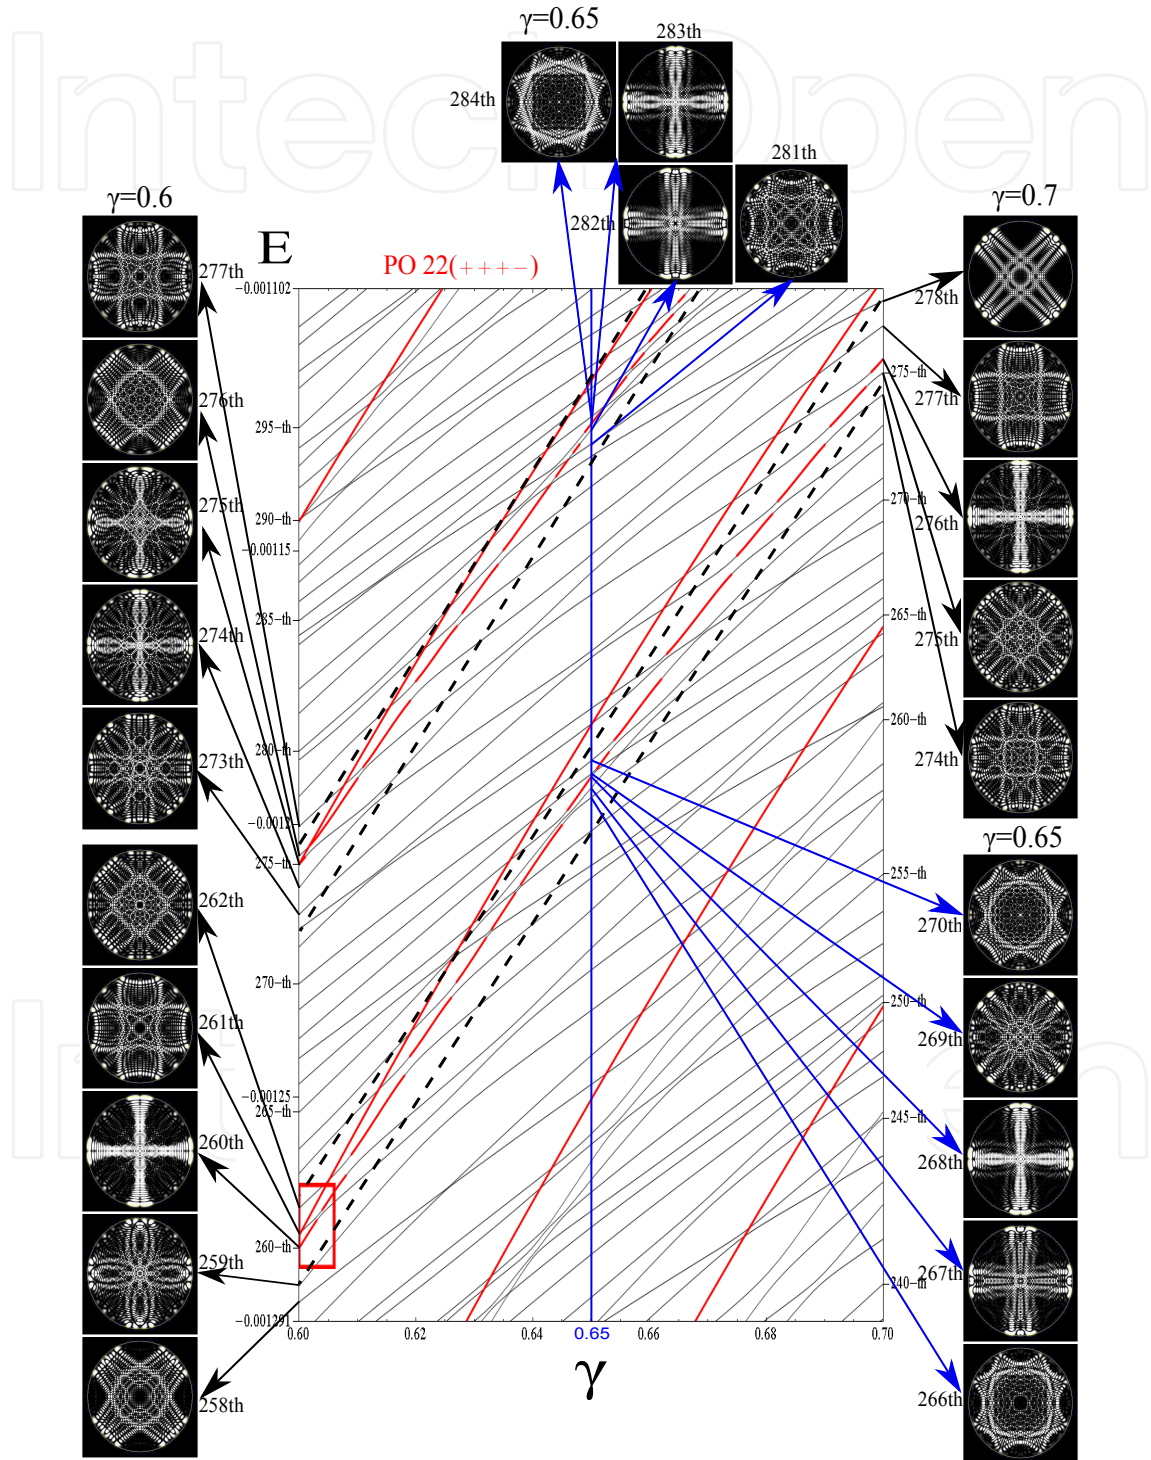 IntechOpen
γ=0.65
283th
284th
281th
282th
γ=0.6
γ=0.7
E
PO 22(+++−)
277th
276th
275th
274th
273th
262th
261th
260th
259th
258th
−0.001102
295-th
290-th
−0.00115
285-th
280-th
−0.0012
275-th
270-th
−0.00125
265-th
260-th
−0.001291
0.60
0.62
0.64
0.65
0.66
0.68
0.70
γ
275-th
270-th
265-th
260-th
255-th
250-th
245-th
240-th
278th
277th
276th
275th
274th
γ=0.65
270th
269th
268th
267th
266th